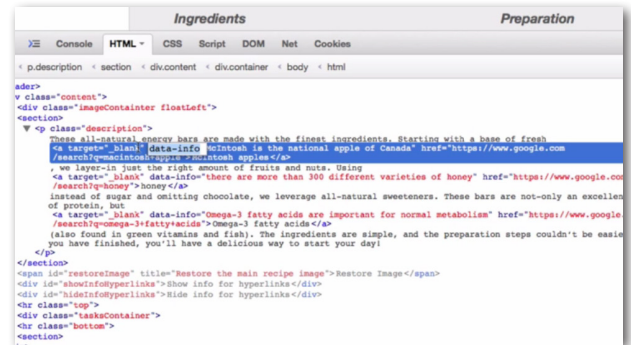 Ingredients Preparation
Console HTML CSS Script DOM Net Cookies
< p.description < section < div.content < div.container < body < html
ader>
v class="content">
<div class="imageContainter floatLeft">
<section>
<p class="description">
These all-natural energy bars are made with the finest ingredients. Starting with a base of fresh
<a target="_blank" data-info McIntosh is the national apple of Canada" href="https://www.google.com
/search?q=macintosh+apple">McIntosh apples</a>
, we layer-in just the right amount of fruits and nuts. Using
<a target="_blank" data-info="there are more than 300 different varieties of honey" href="https://www.google.co
/search?q=honey">honey</a>
instead of sugar and omitting chocolate, we leverage all-natural sweeteners. These bars are not-only an excellen
of protein, but
<a target="_blank" data-info="Omega-3 fatty acids are important for normal metabolism" href="https://www.google.
/search?q=omega-3+fatty+acids">Omega-3 fatty acids</a>
(also found in green vitamins and fish). The ingredients are simple, and the preparation steps couldn't be easie
you have finished, you'll have a delicious way to start your day!
</p>
</section>
<span id="restoreImage" title="Restore the main recipe image">Restore Image</span>
<div id="showInfoHyperlinks">Show info for hyperlinks</div>
<div id="hideInfoHyperlinks">Hide info for hyperlinks</div>
<hr class="top">
<div class="tasksContainer">
<hr class="bottom">
<section>